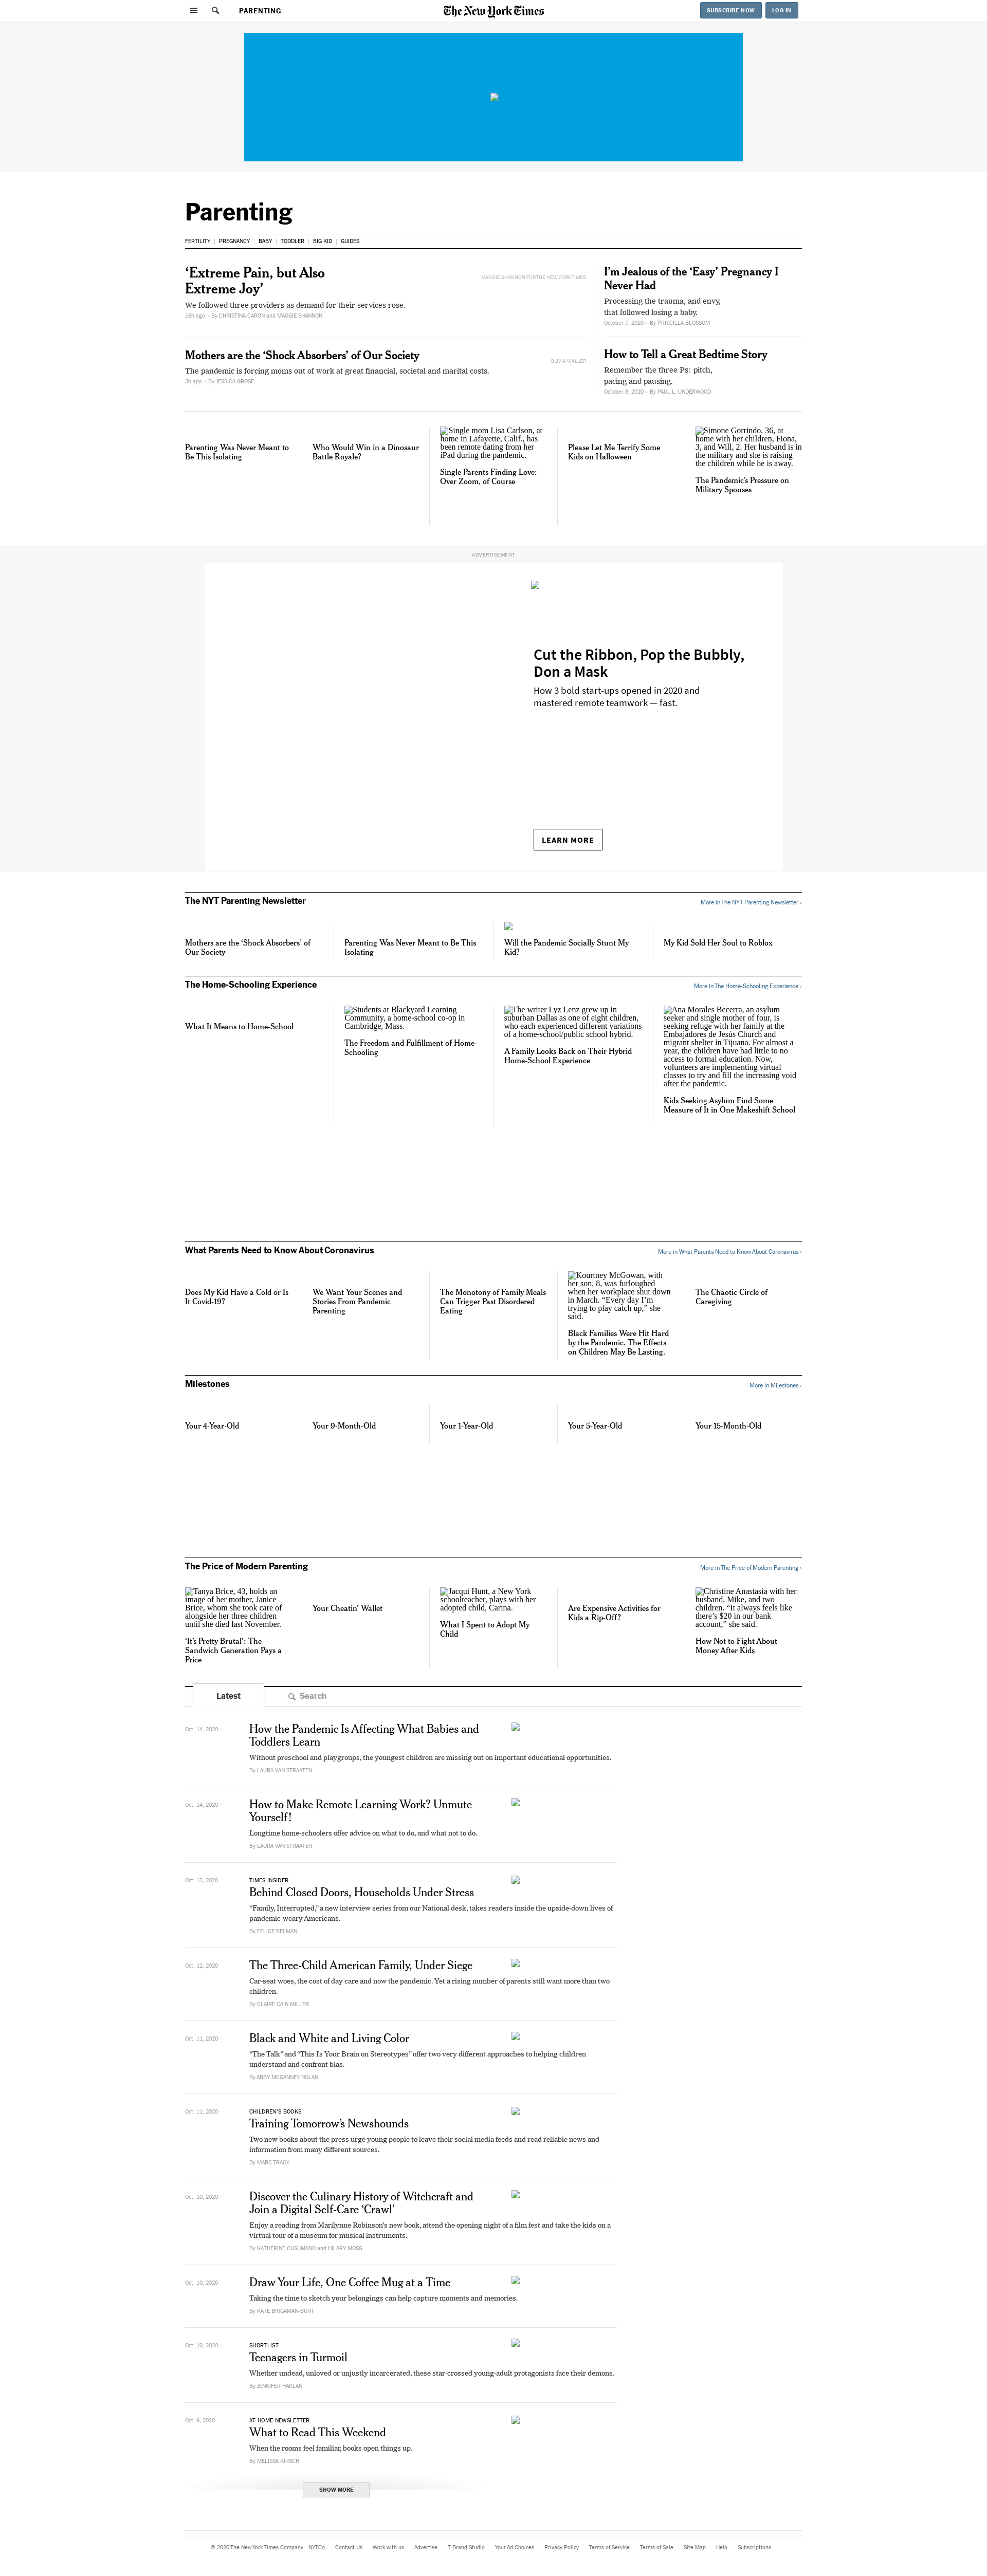 PARENTING
The New York Times
SUBSCRIBE NOW
LOG IN
Parenting
FERTILITY
PREGNANCY
BABY
TODDLER
BIG KID
GUIDES
‘Extreme Pain, but Also
Extreme Joy’
We followed three providers as demand for their services rose.
16h ago – By CHRISTINA CARON and MAGGIE SHANNON
MAGGIE SHANNON FOR THE NEW YORK TIMES
Mothers are the ‘Shock Absorbers’ of Our Society
The pandemic is forcing moms out of work at great financial, societal and marital costs.
3h ago – By JESSICA GROSE
OLIVIA WALLER
I’m Jealous of the ‘Easy’ Pregnancy I
Never Had
Processing the trauma, and envy,
that followed losing a baby.
October 7, 2020 – By PRISCILLA BLOSSOM
How to Tell a Great Bedtime Story
Remember the three Ps: pitch,
pacing and pausing.
October 8, 2020 – By PAUL L. UNDERWOOD
Parenting Was Never Meant to
Be This Isolating
Who Would Win in a Dinosaur
Battle Royale?
Single mom Lisa Carlson, at
home in Lafayette, Calif., has
been remote dating from her
iPad during the pandemic.
Single Parents Finding Love:
Over Zoom, of Course
Please Let Me Terrify Some
Kids on Halloween
Simone Gorrindo, 36, at
home with her children, Fiona,
3, and Will, 2. Her husband is in
the military and she is raising
the children while he is away.
The Pandemic’s Pressure on
Military Spouses
ADVERTISEMENT
Cut the Ribbon, Pop the Bubbly,
Don a Mask
How 3 bold start-ups opened in 2020 and
mastered remote teamwork — fast.
LEARN MORE
The NYT Parenting Newsletter
More in The NYT Parenting Newsletter ›
Mothers are the ‘Shock Absorbers’ of
Our Society
Parenting Was Never Meant to Be This
Isolating
Will the Pandemic Socially Stunt My
Kid?
My Kid Sold Her Soul to Roblox
The Home-Schooling Experience
More in The Home-Schooling Experience ›
What It Means to Home-School
Students at Blackyard Learning
Community, a home-school co-op in
Cambridge, Mass.
The Freedom and Fulfillment of Home-
Schooling
The writer Lyz Lenz grew up in
suburban Dallas as one of eight children,
who each experienced different variations
of a home-school/public school hybrid.
A Family Looks Back on Their Hybrid
Home-School Experience
Ana Morales Becerra, an asylum
seeker and single mother of four, is
seeking refuge with her family at the
Embajadores de Jesús Church and
migrant shelter in Tijuana. For almost a
year, the children have had little to no
access to formal education. Now,
volunteers are implementing virtual
classes to try and fill the increasing void
after the pandemic.
Kids Seeking Asylum Find Some
Measure of It in One Makeshift School
What Parents Need to Know About Coronavirus
More in What Parents Need to Know About Coronavirus ›
Does My Kid Have a Cold or Is
It Covid-19?
We Want Your Scenes and
Stories From Pandemic
Parenting
The Monotony of Family Meals
Can Trigger Past Disordered
Eating
Kourtney McGowan, with
her son, 8, was furloughed
when her workplace shut down
in March. “Every day I’m
trying to play catch up,” she
said.
Black Families Were Hit Hard
by the Pandemic. The Effects
on Children May Be Lasting.
The Chaotic Circle of
Caregiving
Milestones
More in Milestones ›
Your 4-Year-Old
Your 9-Month-Old
Your 1-Year-Old
Your 5-Year-Old
Your 15-Month-Old
The Price of Modern Parenting
More in The Price of Modern Parenting ›
Tanya Brice, 43, holds an
image of her mother, Janice
Brice, whom she took care of
alongside her three children
until she died last November.
‘It’s Pretty Brutal’: The
Sandwich Generation Pays a
Price
Your Cheatin’ Wallet
Jacqui Hunt, a New York
schoolteacher, plays with her
adopted child, Carina.
What I Spent to Adopt My
Child
Are Expensive Activities for
Kids a Rip-Off?
Christine Anastasia with her
husband, Mike, and two
children. “It always feels like
there’s $20 in our bank
account,” she said.
How Not to Fight About
Money After Kids
Latest
Search
Oct. 14, 2020
How the Pandemic Is Affecting What Babies and
Toddlers Learn
Without preschool and playgroups, the youngest children are missing out on important educational opportunities.
By LAURA VAN STRAATEN
Oct. 14, 2020
How to Make Remote Learning Work? Unmute
Yourself!
Longtime home-schoolers offer advice on what to do, and what not to do.
By LAURA VAN STRAATEN
Oct. 13, 2020
TIMES INSIDER
Behind Closed Doors, Households Under Stress
“Family, Interrupted,” a new interview series from our National desk, takes readers inside the upside-down lives of
pandemic-weary Americans.
By FELICE BELMAN
Oct. 12, 2020
The Three-Child American Family, Under Siege
Car-seat woes, the cost of day care and now the pandemic. Yet a rising number of parents still want more than two
children.
By CLAIRE CAIN MILLER
Oct. 11, 2020
Black and White and Living Color
“The Talk” and “This Is Your Brain on Stereotypes” offer two very different approaches to helping children
understand and confront bias.
By ABBY MCGANNEY NOLAN
Oct. 11, 2020
CHILDREN’S BOOKS
Training Tomorrow’s Newshounds
Two new books about the press urge young people to leave their social media feeds and read reliable news and
information from many different sources.
By MARC TRACY
Oct. 10, 2020
Discover the Culinary History of Witchcraft and
Join a Digital Self-Care ‘Crawl’
Enjoy a reading from Marilynne Robinson’s new book, attend the opening night of a film fest and take the kids on a
virtual tour of a museum for musical instruments.
By KATHERINE CUSUMANO and HILARY MOSS
Oct. 10, 2020
Draw Your Life, One Coffee Mug at a Time
Taking the time to sketch your belongings can help capture moments and memories.
By KATE BINGAMAN-BURT
Oct. 10, 2020
SHORTLIST
Teenagers in Turmoil
Whether undead, unloved or unjustly incarcerated, these star-crossed young-adult protagonists face their demons.
By JENNIFER HARLAN
Oct. 9, 2020
AT HOME NEWSLETTER
What to Read This Weekend
When the rooms feel familiar, books open things up.
By MELISSA KIRSCH
SHOW MORE
© 2020 The New York Times Company
NYTCo
Contact Us
Work with us
Advertise
T Brand Studio
Your Ad Choices
Privacy Policy
Terms of Service
Terms of Sale
Site Map
Help
Subscriptions